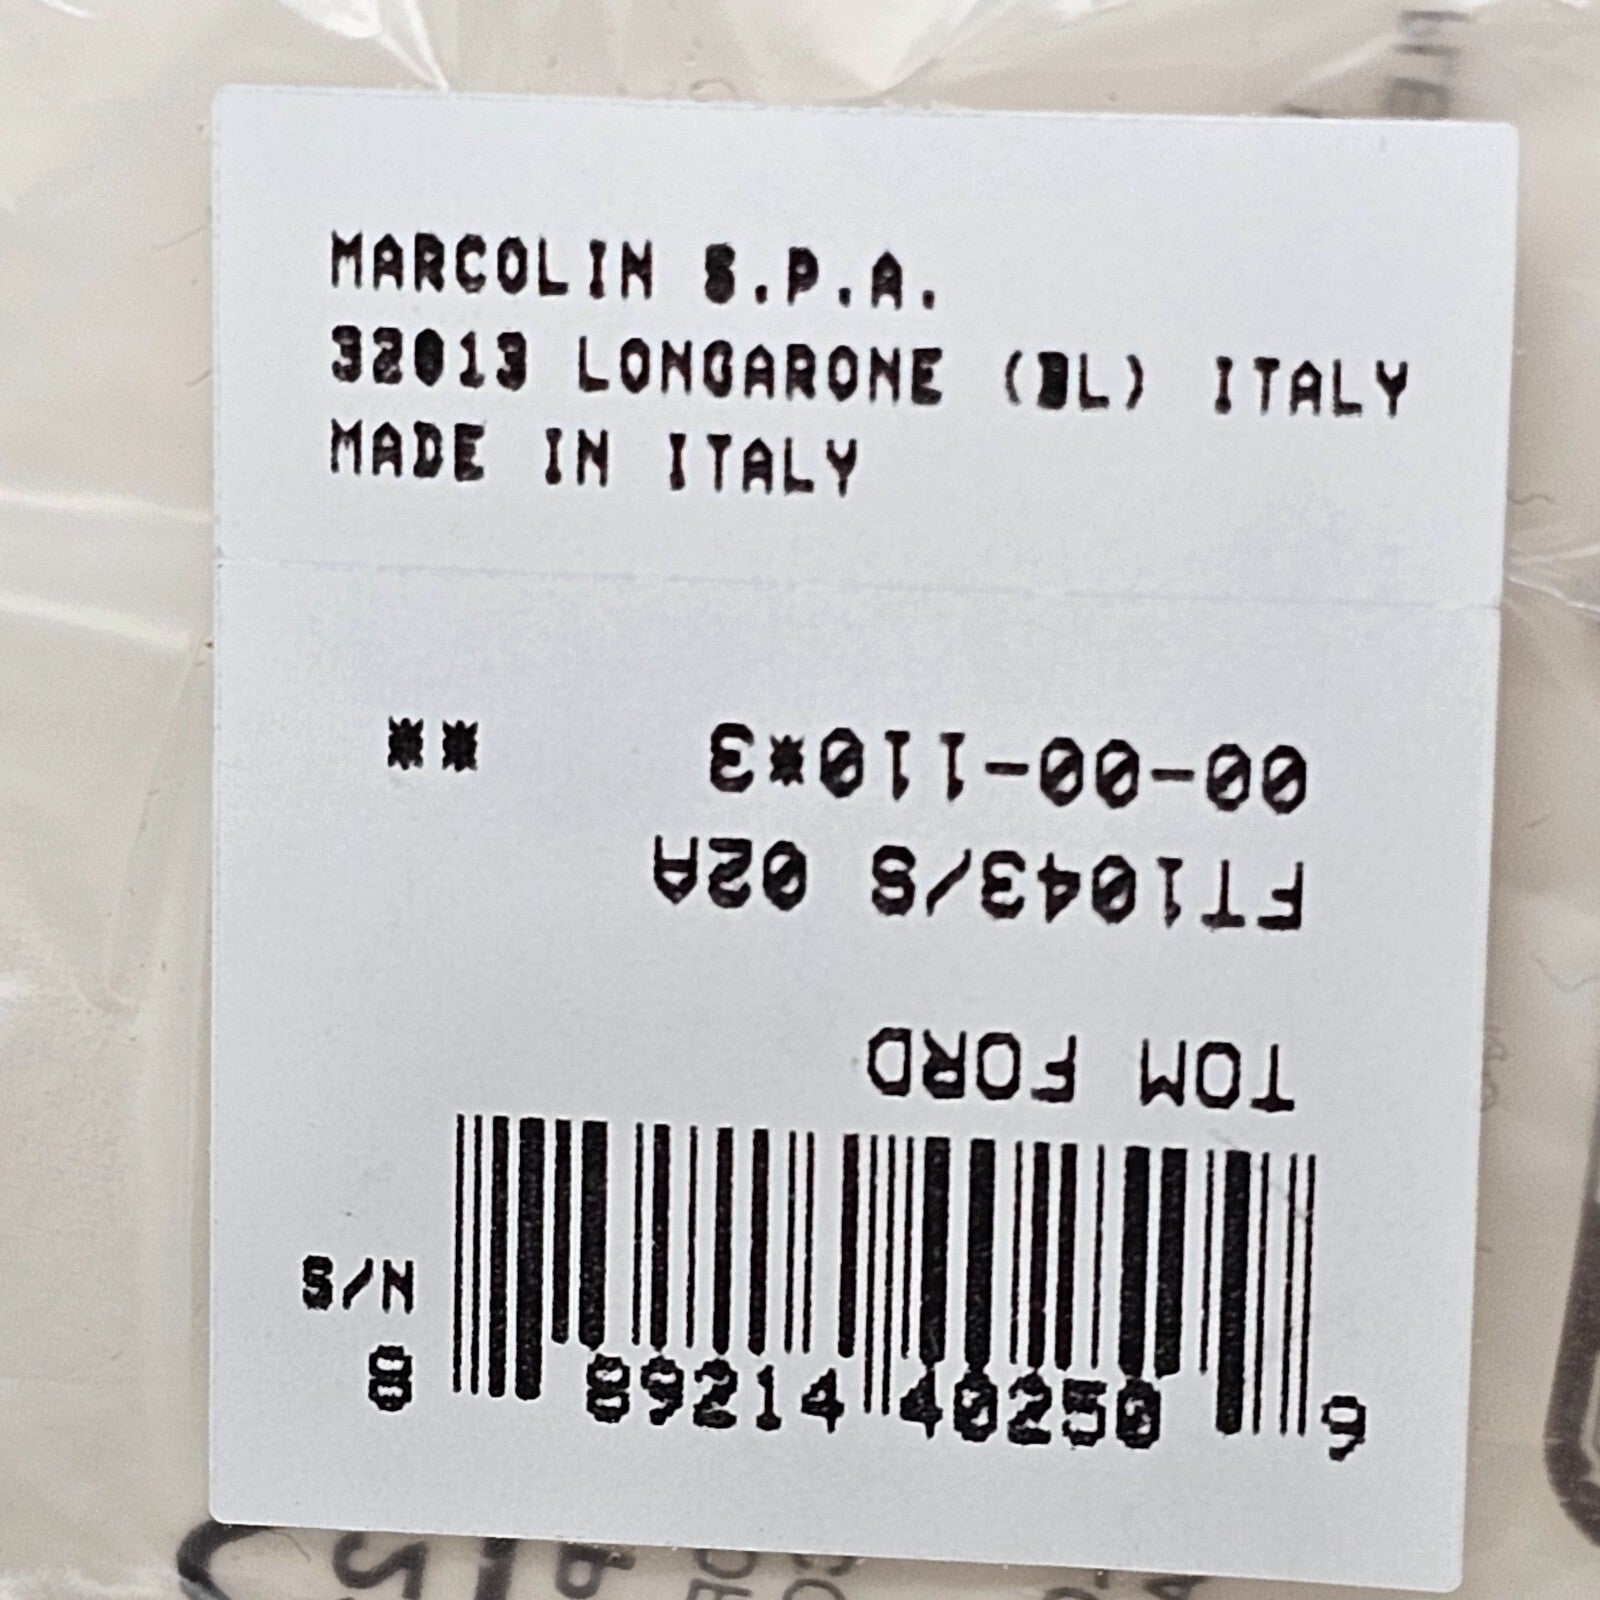 MARCOLIN S.P.A.
32013 LONGARONE (BL) ITALY
MADE IN ITALY
TOM FORD
FT1043/S 02A
00-00-110*3 **
S/N
8 89214 40250 9